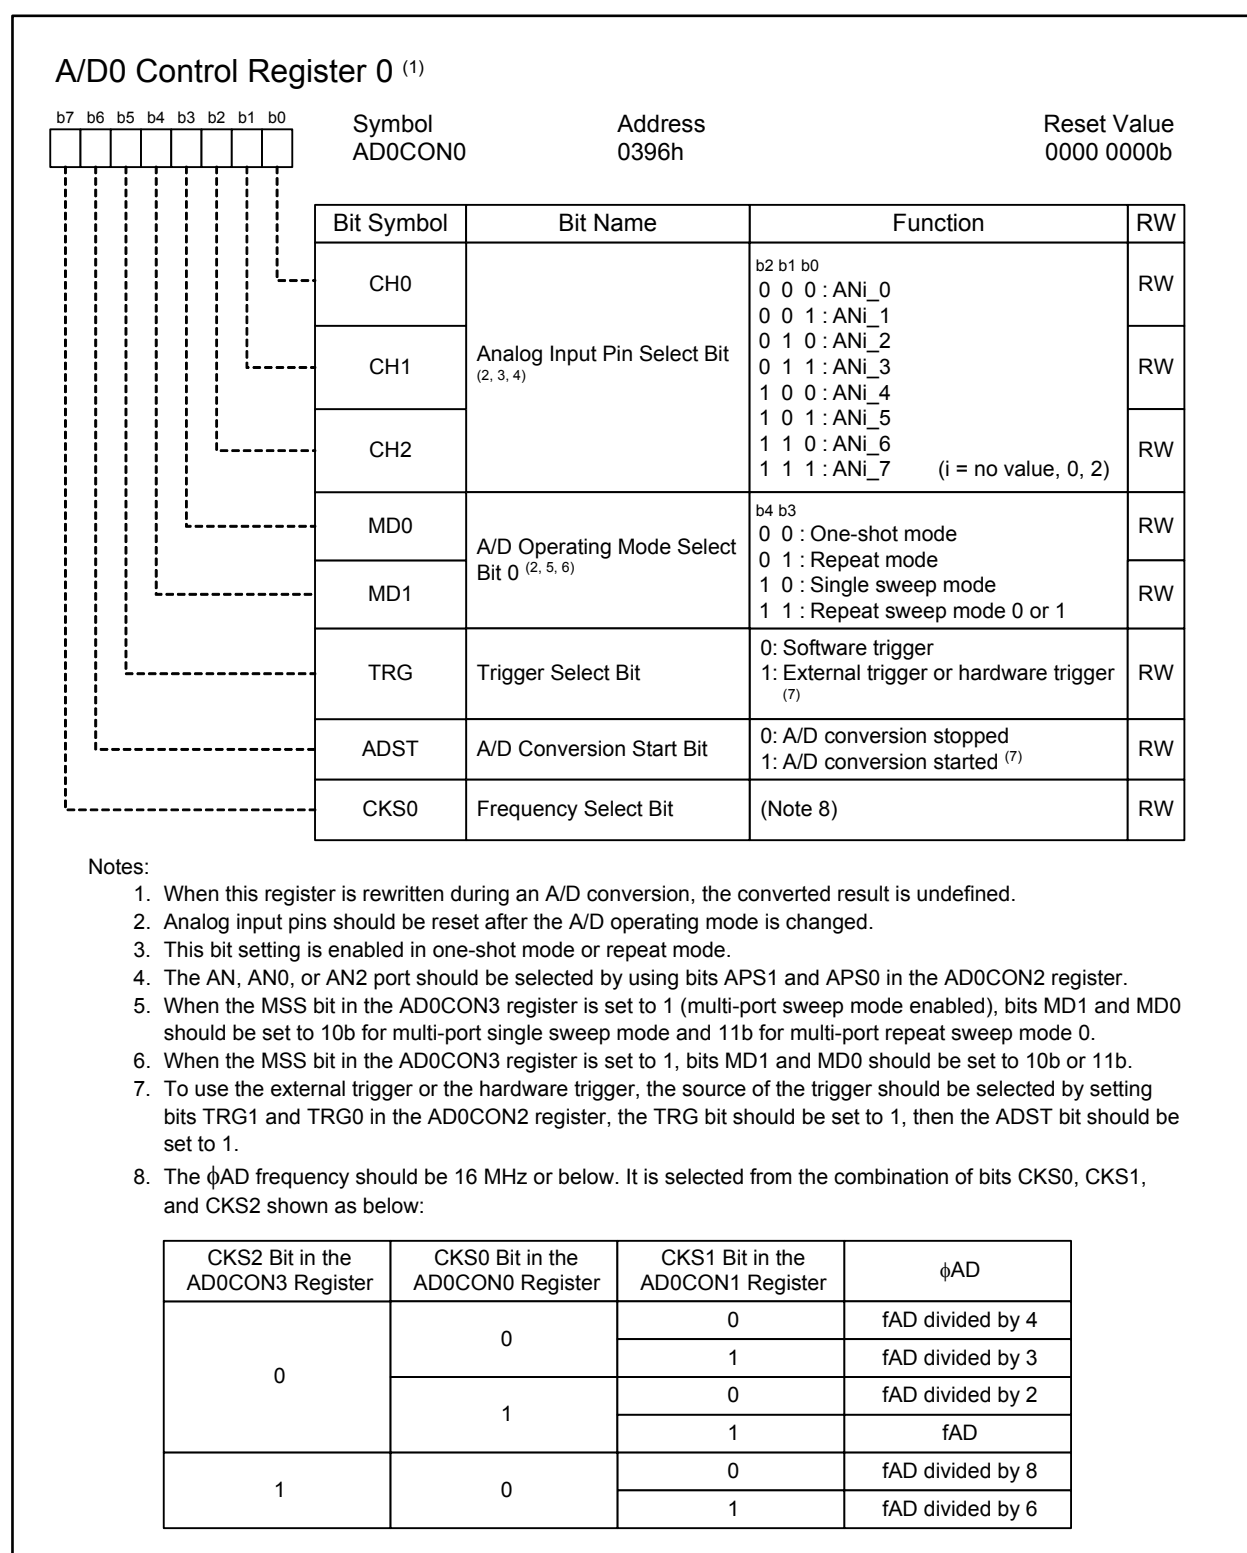 A/D0 Control Register 0 (1)
b7 b6 b5 b4 b3 b2 b1 b0
Symbol Address Reset Value
AD0CON0 0396h 0000 0000b
Bit Symbol Bit Name Function RW
CH0
CH1
CH2
Analog Input Pin Select Bit
(2, 3, 4)
b2 b1 b0
0 0 0 : ANi_0
0 0 1 : ANi_1
0 1 0 : ANi_2
0 1 1 : ANi_3
1 0 0 : ANi_4
1 0 1 : ANi_5
1 1 0 : ANi_6
1 1 1 : ANi_7 (i = no value, 0, 2)
RW
RW
RW
MD0
MD1
A/D Operating Mode Select
Bit 0 (2, 5, 6)
b4 b3
0 0 : One-shot mode
0 1 : Repeat mode
1 0 : Single sweep mode
1 1 : Repeat sweep mode 0 or 1
RW
RW
TRG
Trigger Select Bit
0: Software trigger
1: External trigger or hardware trigger
(7)
RW
ADST
A/D Conversion Start Bit
0: A/D conversion stopped
1: A/D conversion started (7)
RW
CKS0 Frequency Select Bit (Note 8) RW
Notes:
1. When this register is rewritten during an A/D conversion, the converted result is undefined.
2. Analog input pins should be reset after the A/D operating mode is changed.
3. This bit setting is enabled in one-shot mode or repeat mode.
4. The AN, AN0, or AN2 port should be selected by using bits APS1 and APS0 in the AD0CON2 register.
5. When the MSS bit in the AD0CON3 register is set to 1 (multi-port sweep mode enabled), bits MD1 and MD0
should be set to 10b for multi-port single sweep mode and 11b for multi-port repeat sweep mode 0.
6. When the MSS bit in the AD0CON3 register is set to 1, bits MD1 and MD0 should be set to 10b or 11b.
7. To use the external trigger or the hardware trigger, the source of the trigger should be selected by setting
bits TRG1 and TRG0 in the AD0CON2 register, the TRG bit should be set to 1, then the ADST bit should be
set to 1.
8. The ϕAD frequency should be 16 MHz or below. It is selected from the combination of bits CKS0, CKS1,
and CKS2 shown as below:
CKS2 Bit in the CKS0 Bit in the CKS1 Bit in the ϕAD
AD0CON3 Register AD0CON0 Register AD0CON1 Register
0 0 0 fAD divided by 4
1 fAD divided by 3
1 0 fAD divided by 2
1 fAD
1 0 0 fAD divided by 8
1 fAD divided by 6